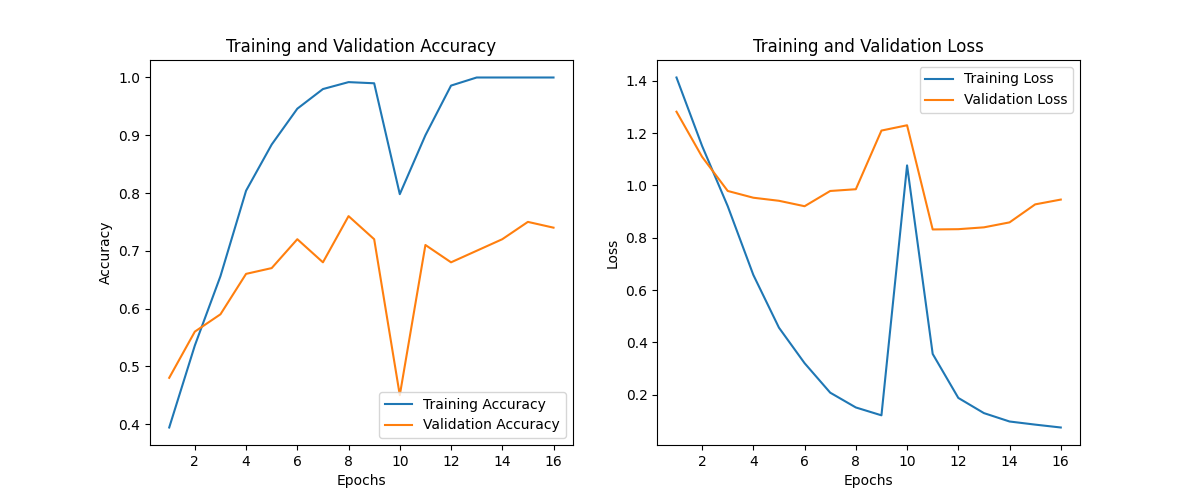 Training and Validation Accuracy
Accuracy
1.0
0.9
0.8
0.7
0.6
0.5
0.4
Training Accuracy
Validation Accuracy
2 4 6 8 10 12 14 16
Epochs
Training and Validation Loss
Loss
1.4
1.2
1.0
0.8
0.6
0.4
0.2
Training Loss
Validation Loss
2 4 6 8 10 12 14 16
Epochs